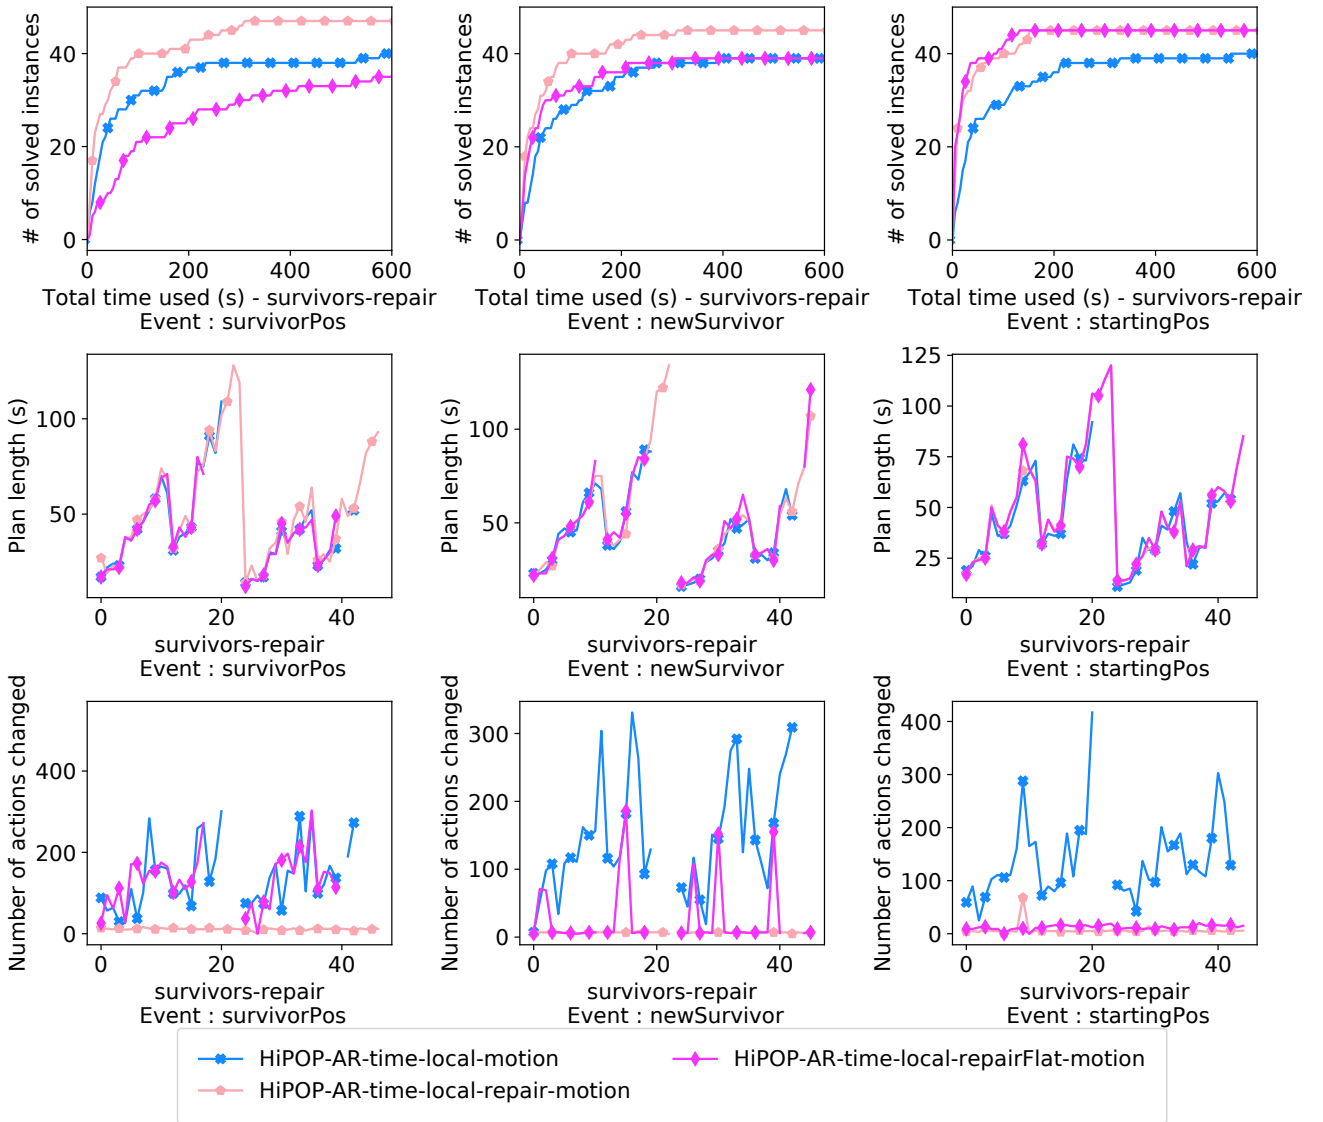 # of solved instances
40
20
0
0 200 400 600
Total time used (s) - survivors-repair
Event : survivorPos
# of solved instances
40
20
0
0 200 400 600
Total time used (s) - survivors-repair
Event : newSurvivor
# of solved instances
40
20
0
0 200 400 600
Total time used (s) - survivors-repair
Event : startingPos
Plan length (s)
100
50
0 20 40
survivors-repair
Event : survivorPos
Plan length (s)
100
50
0 20 40
survivors-repair
Event : newSurvivor
Plan length (s)
125
100
75
50
25
0 20 40
survivors-repair
Event : startingPos
Number of actions changed
400
200
0
0 20 40
survivors-repair
Event : survivorPos
Number of actions changed
300
200
100
0
0 20 40
survivors-repair
Event : newSurvivor
Number of actions changed
400
300
200
100
0
0 20 40
survivors-repair
Event : startingPos
HiPOP-AR-time-local-motion
HiPOP-AR-time-local-repair-motion
HiPOP-AR-time-local-repairFlat-motion